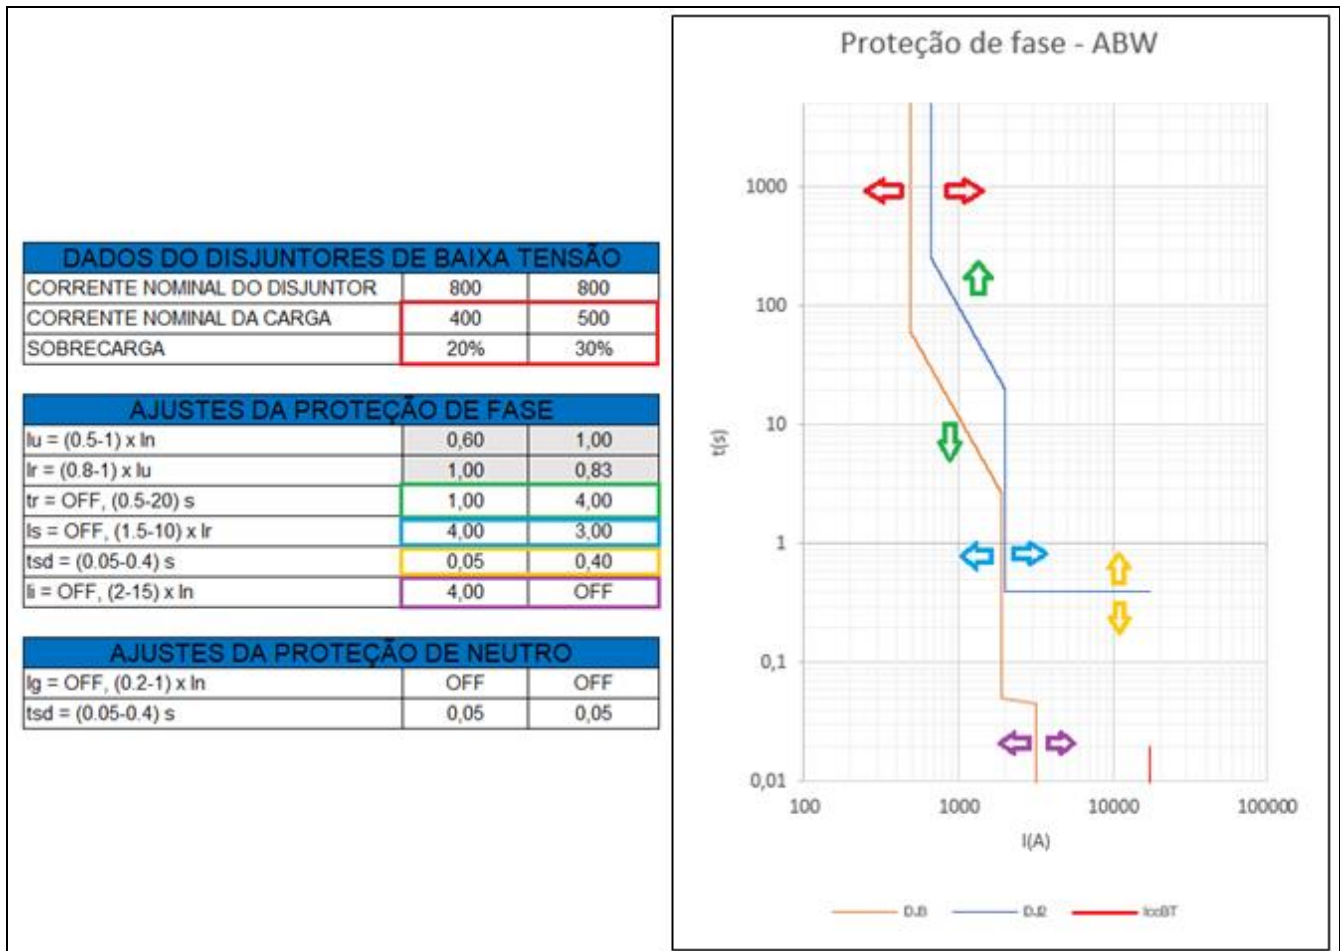 DADOS DO DISJUNTORES DE BAIXA TENSÃO
CORRENTE NOMINAL DO DISJUNTOR 800 800
CORRENTE NOMINAL DA CARGA 400 500
SOBRECARGA 20% 30%
AJUSTES DA PROTEÇÃO DE FASE
Iu = (0.5-1) x In 0,60 1,00
Ir = (0.8-1) x Iu 1,00 0,83
tr = OFF, (0.5-20) s 1,00 4,00
Is = OFF, (1.5-10) x Ir 4,00 3,00
tsd = (0.05-0.4) s 0,05 0,40
Ii = OFF, (2-15) x In 4,00 OFF
AJUSTES DA PROTEÇÃO DE NEUTRO
Ig = OFF, (0.2-1) x In OFF OFF
tsd = (0.05-0.4) s 0,05 0,05
Proteção de fase - ABW
1000
100
10
1
0,1
0,01
t(s)
100 1000 10000 100000
I(A)
DJ3 DJ2 IccBT